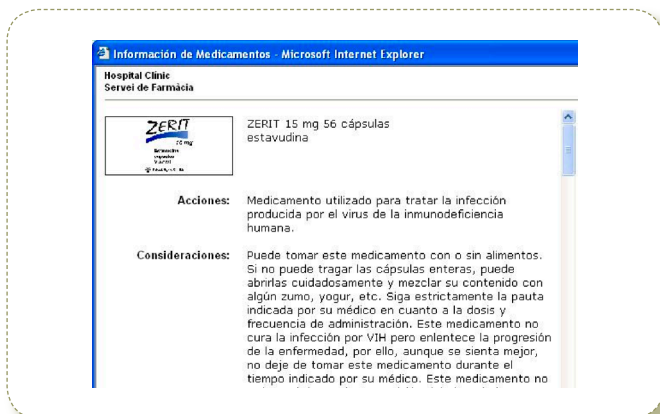 Información de Medicamentos - Microsoft Internet Explorer
Hospital Clínic
Servei de Farmàcia
ZERIT
15 mg
ZERIT 15 mg 56 cápsulas
estavudina
Acciones:
Medicamento utilizado para tratar la infección
producida por el virus de la inmunodeficiencia
humana.
Consideraciones:
Puede tomar este medicamento con o sin alimentos.
Si no puede tragar las cápsulas enteras, puede
abrirlas cuidadosamente y mezclar su contenido con
algún zumo, yogur, etc. Siga estrictamente la pauta
indicada por su médico en cuanto a la dosis y
frecuencia de administración. Este medicamento no
cura la infección por VIH pero enlentece la progresión
de la enfermedad, por ello, aunque se sienta mejor,
no deje de tomar este medicamento durante el
tiempo indicado por su médico. Este medicamento no